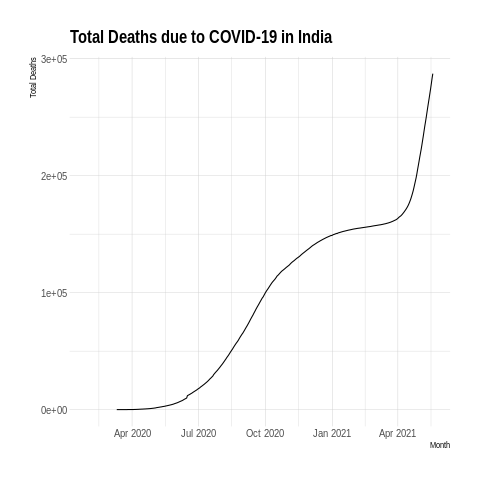 Total Deaths due to COVID-19 in India
Total Deaths
3e+05
2e+05
1e+05
0e+00
Apr 2020 Jul 2020 Oct 2020 Jan 2021 Apr 2021
Month